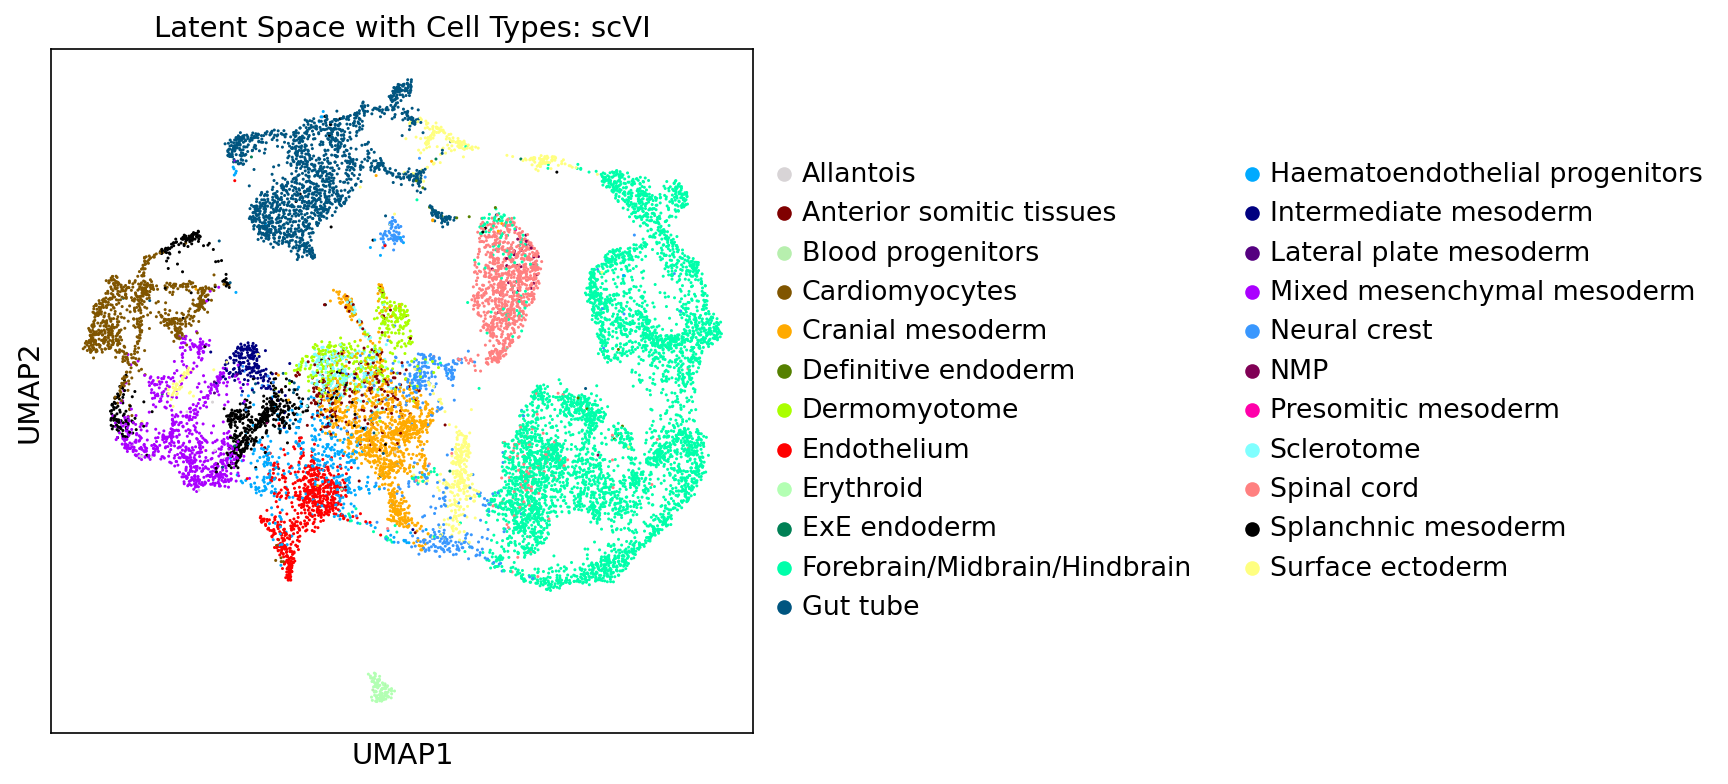 Latent Space with Cell Types: scVI
UMAP2
UMAP1
Allantois
Anterior somitic tissues
Blood progenitors
Cardiomyocytes
Cranial mesoderm
Definitive endoderm
Dermomyotome
Endothelium
Erythroid
ExE endoderm
Forebrain/Midbrain/Hindbrain
Gut tube
Haematoendothelial progenitors
Intermediate mesoderm
Lateral plate mesoderm
Mixed mesenchymal mesoderm
Neural crest
NMP
Presomitic mesoderm
Sclerotome
Spinal cord
Splanchnic mesoderm
Surface ectoderm